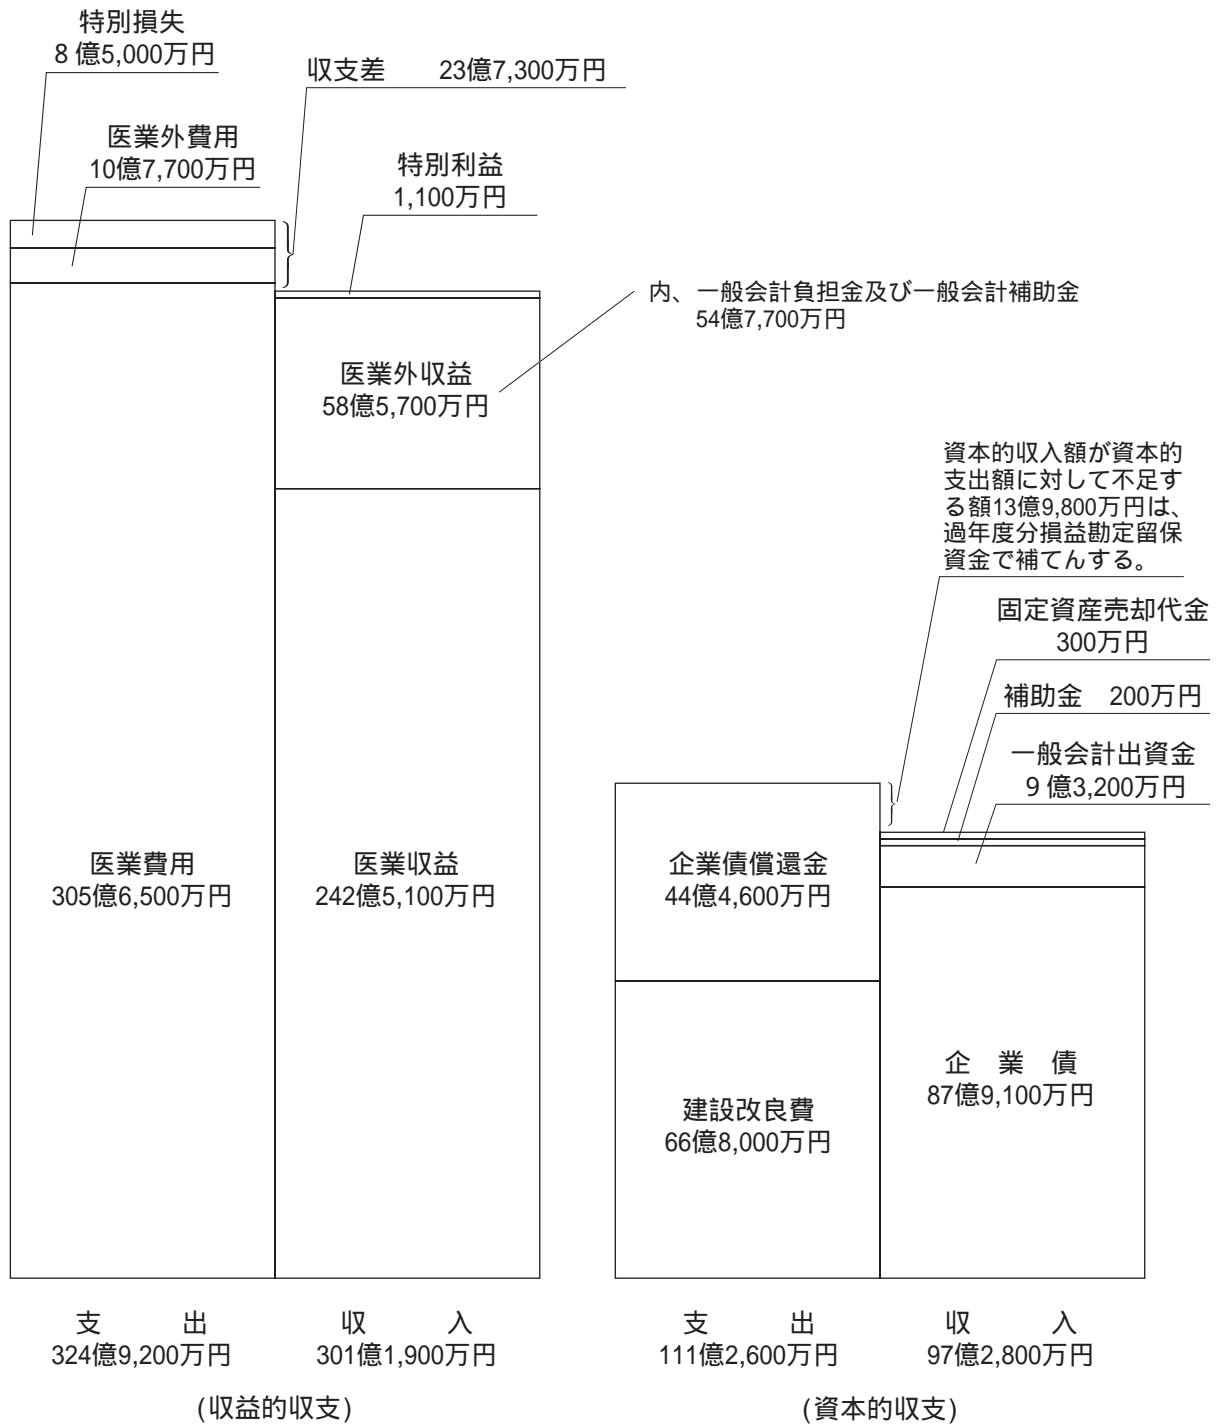 特別損失
8億5,000万円
収支差 23億7,300万円
医業外費用
10億7,700万円
特別利益
1,100万円
内、一般会計負担金及び一般会計補助金
54億7,700万円
医業外収益
58億5,700万円
医業費用
305億6,500万円
医業収益
242億5,100万円
支出
324億9,200万円
収入
301億1,900万円
(収益的収支)
資本的収入額が資本的
支出額に対して不足す
る額13億9,800万円は、
過年度分損益勘定留保
資金で補てんする。
固定資産売却代金
300万円
補助金 200万円
一般会計出資金
9億3,200万円
企業債償還金
44億4,600万円
建設改良費
66億8,000万円
企業債
87億9,100万円
支出
111億2,600万円
収入
97億2,800万円
(資本的収支)